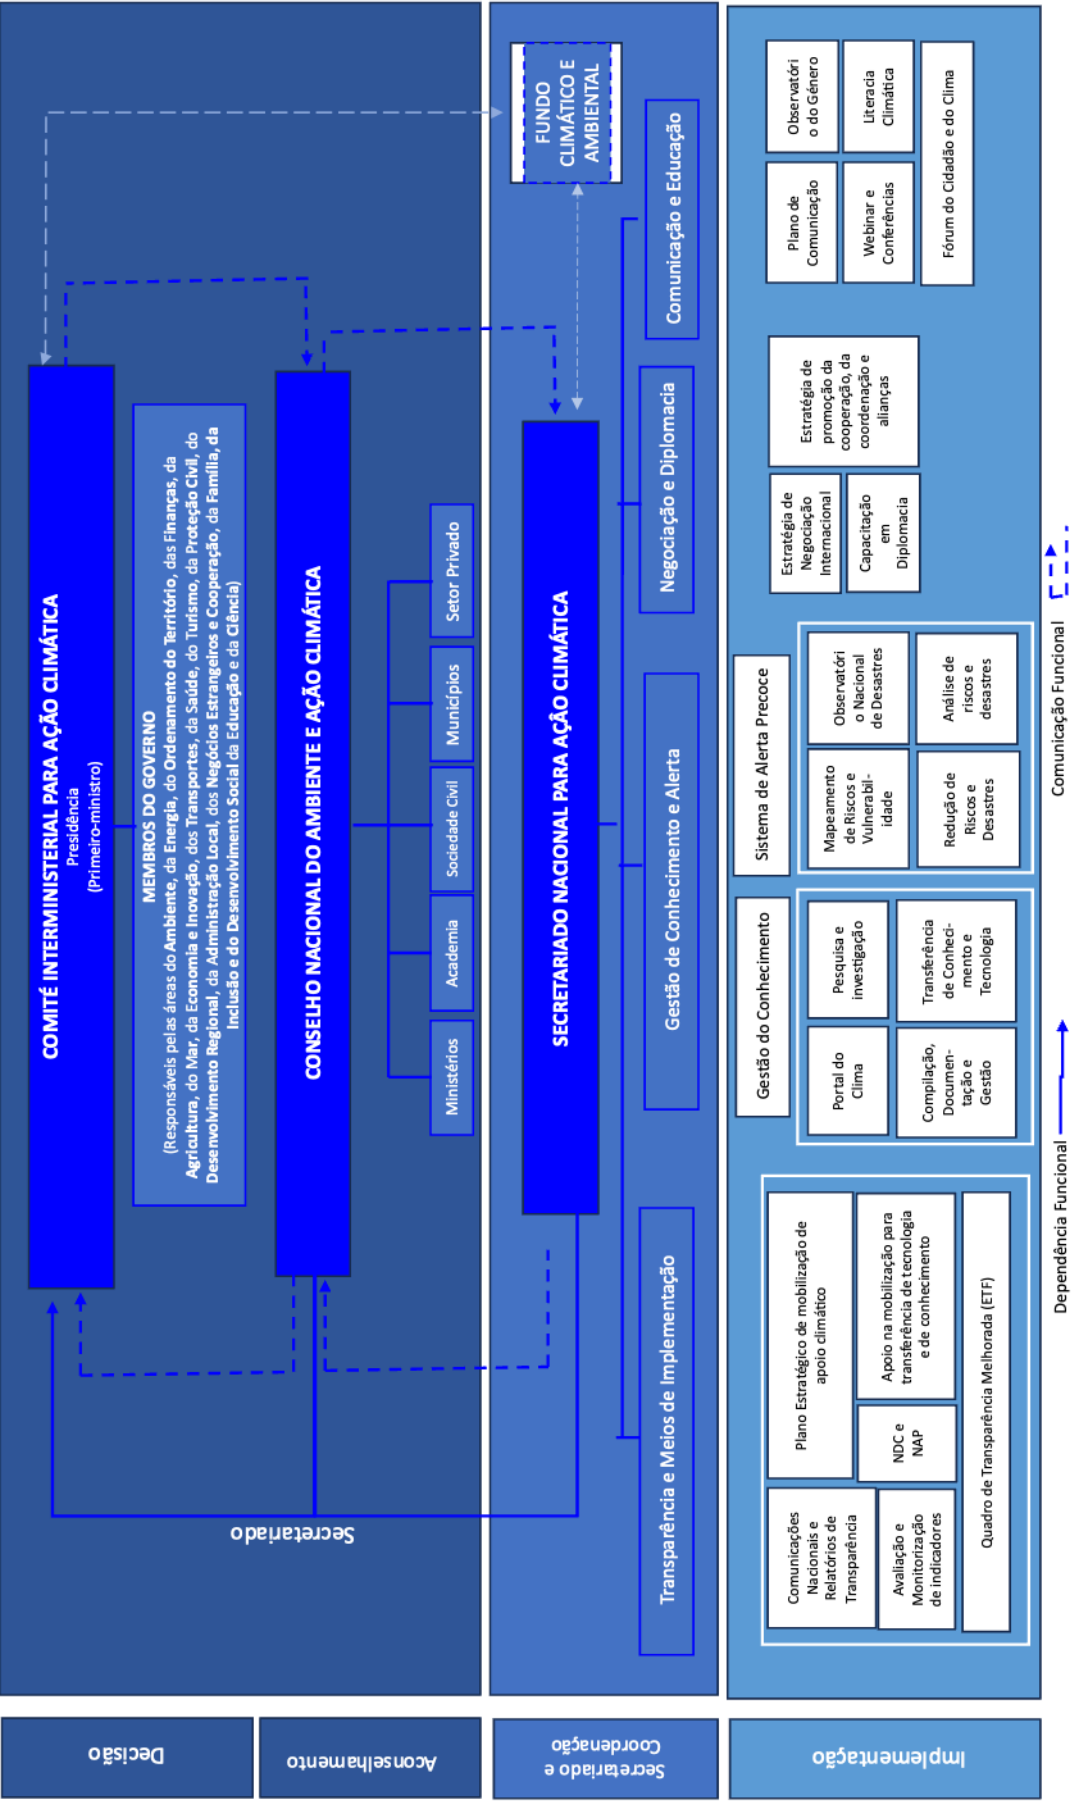 Decisão
Aconselhamento
Secretariado e
Coordenação
Implementação
Secretariado
COMITÉ INTERMINISTERIAL PARA AÇÃO CLIMÁTICA
Presidência
(Primeiro-ministro)
MEMBROS DO GOVERNO
(Responsáveis pelas áreas do Ambiente, da Energia, do Ordenamento do Território, das Finanças, da
Agricultura, do Mar, da Economia e Inovação, dos Transportes, da Saúde, do Turismo, da Proteção Civil, do
Desenvolvimento Regional, da Administração Local, dos Negócios Estrangeiros e Cooperação, da Família, da
Inclusão e do Desenvolvimento Social da Educação e da Ciência)
CONSELHO NACIONAL DO AMBIENTE E AÇÃO CLIMÁTICA
Ministérios
Academia
Sociedade Civil
Municípios
Setor Privado
FUNDO
CLIMÁTICO E
AMBIENTAL
SECRETARIADO NACIONAL PARA AÇÃO CLIMÁTICA
Transparência e Meios de Implementação
Gestão de Conhecimento e Alerta
Negociação e Diplomacia
Comunicação e Educação
Comunicações
Nacionais e
Relatórios de
Transparência
Plano Estratégico de mobilização de
apoio climático
Avaliação e
Monitorização
de indicadores
NDC e
NAP
Apoio na mobilização para
transferência de tecnologia
e de conhecimento
Quadro de Transparência Melhorada (ETF)
Gestão do Conhecimento
Portal do
Clima
Pesquisa e
investigação
Compilação,
Documen-
tação e
Gestão
Transferência
de Conheci-
mento e
Tecnologia
Sistema de Alerta Precoce
Mapeamento
de Riscos e
Vulnerabil-
idade
Observatóri
o Nacional
de Desastres
Redução de
Riscos e
Desastres
Análise de
riscos e
desastres
Estratégia de
Negociação
Internacional
Capacitação
em
Diplomacia
Estratégia de
promoção da
cooperação, da
coordenação e
alianças
Plano de
Comunicação
Observatóri
o do Género
Webinar e
Conferências
Literacia
Climática
Fórum do Cidadão e do Clima
Dependência Funcional
Comunicação Funcional